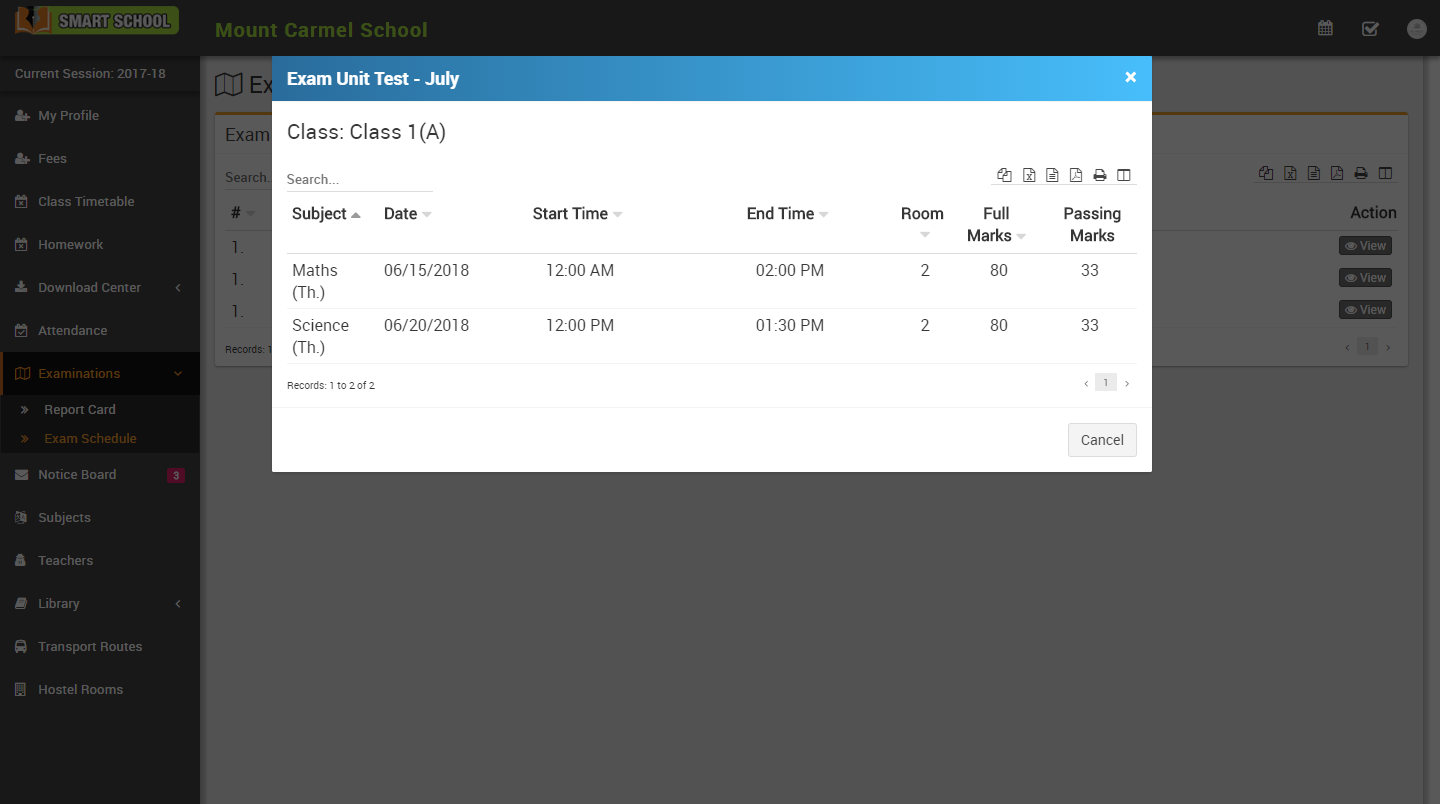 SMART SCHOOL
Mount Carmel School
Current Session: 2017-18
My Profile
Fees
Class Timetable
Homework
Download Center
Attendance
Examinations
Report Card
Exam Schedule
Notice Board 3
Subjects
Teachers
Library
Transport Routes
Hostel Rooms
Ex
Exam
Search..
#
1.
1.
1.
Records: 1
Action
View
View
View
1
Exam Unit Test - July ×
Class: Class 1(A)
Search...
Subject Date Start Time End Time Room Full Marks Passing Marks
Maths (Th.) 06/15/2018 12:00 AM 02:00 PM 2 80 33
Science (Th.) 06/20/2018 12:00 PM 01:30 PM 2 80 33
Records: 1 to 2 of 2
1
Cancel